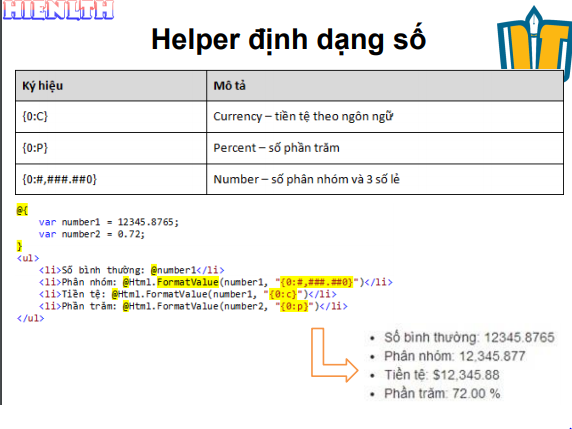 HIENLTH
Helper định dạng số
Ký hiệu Mô tả
{0:C} Currency – tiền tệ theo ngôn ngữ
{0:P} Percent – số phần trăm
{0:#,###.##0} Number – số phân nhóm và 3 số lẻ
@{
var number1 = 12345.8765;
var number2 = 0.72;
}
<ul>
<li>Số bình thường: @number1</li>
<li>Phân nhóm: @Html.FormatValue(number1, "{0:#,###.##0}")</li>
<li>Tiền tệ: @Html.FormatValue(number1, "{0:c}")</li>
<li>Phần trăm: @Html.FormatValue(number2, "{0:p}")</li>
</ul>
• Số bình thường: 12345.8765
• Phân nhóm: 12,345.877
• Tiền tệ: $12,345.88
• Phần trăm: 72.00 %